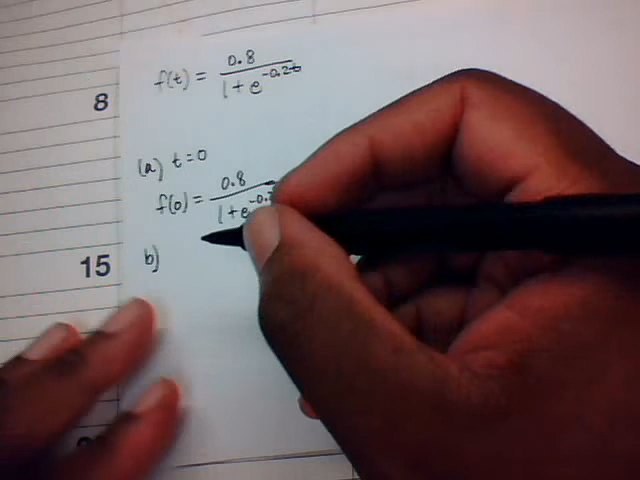 f(t) = 0.8 / 1 + e^-0.2t
8
(a) t = 0
f(0) = 0.8 / 1 + e
15
b)